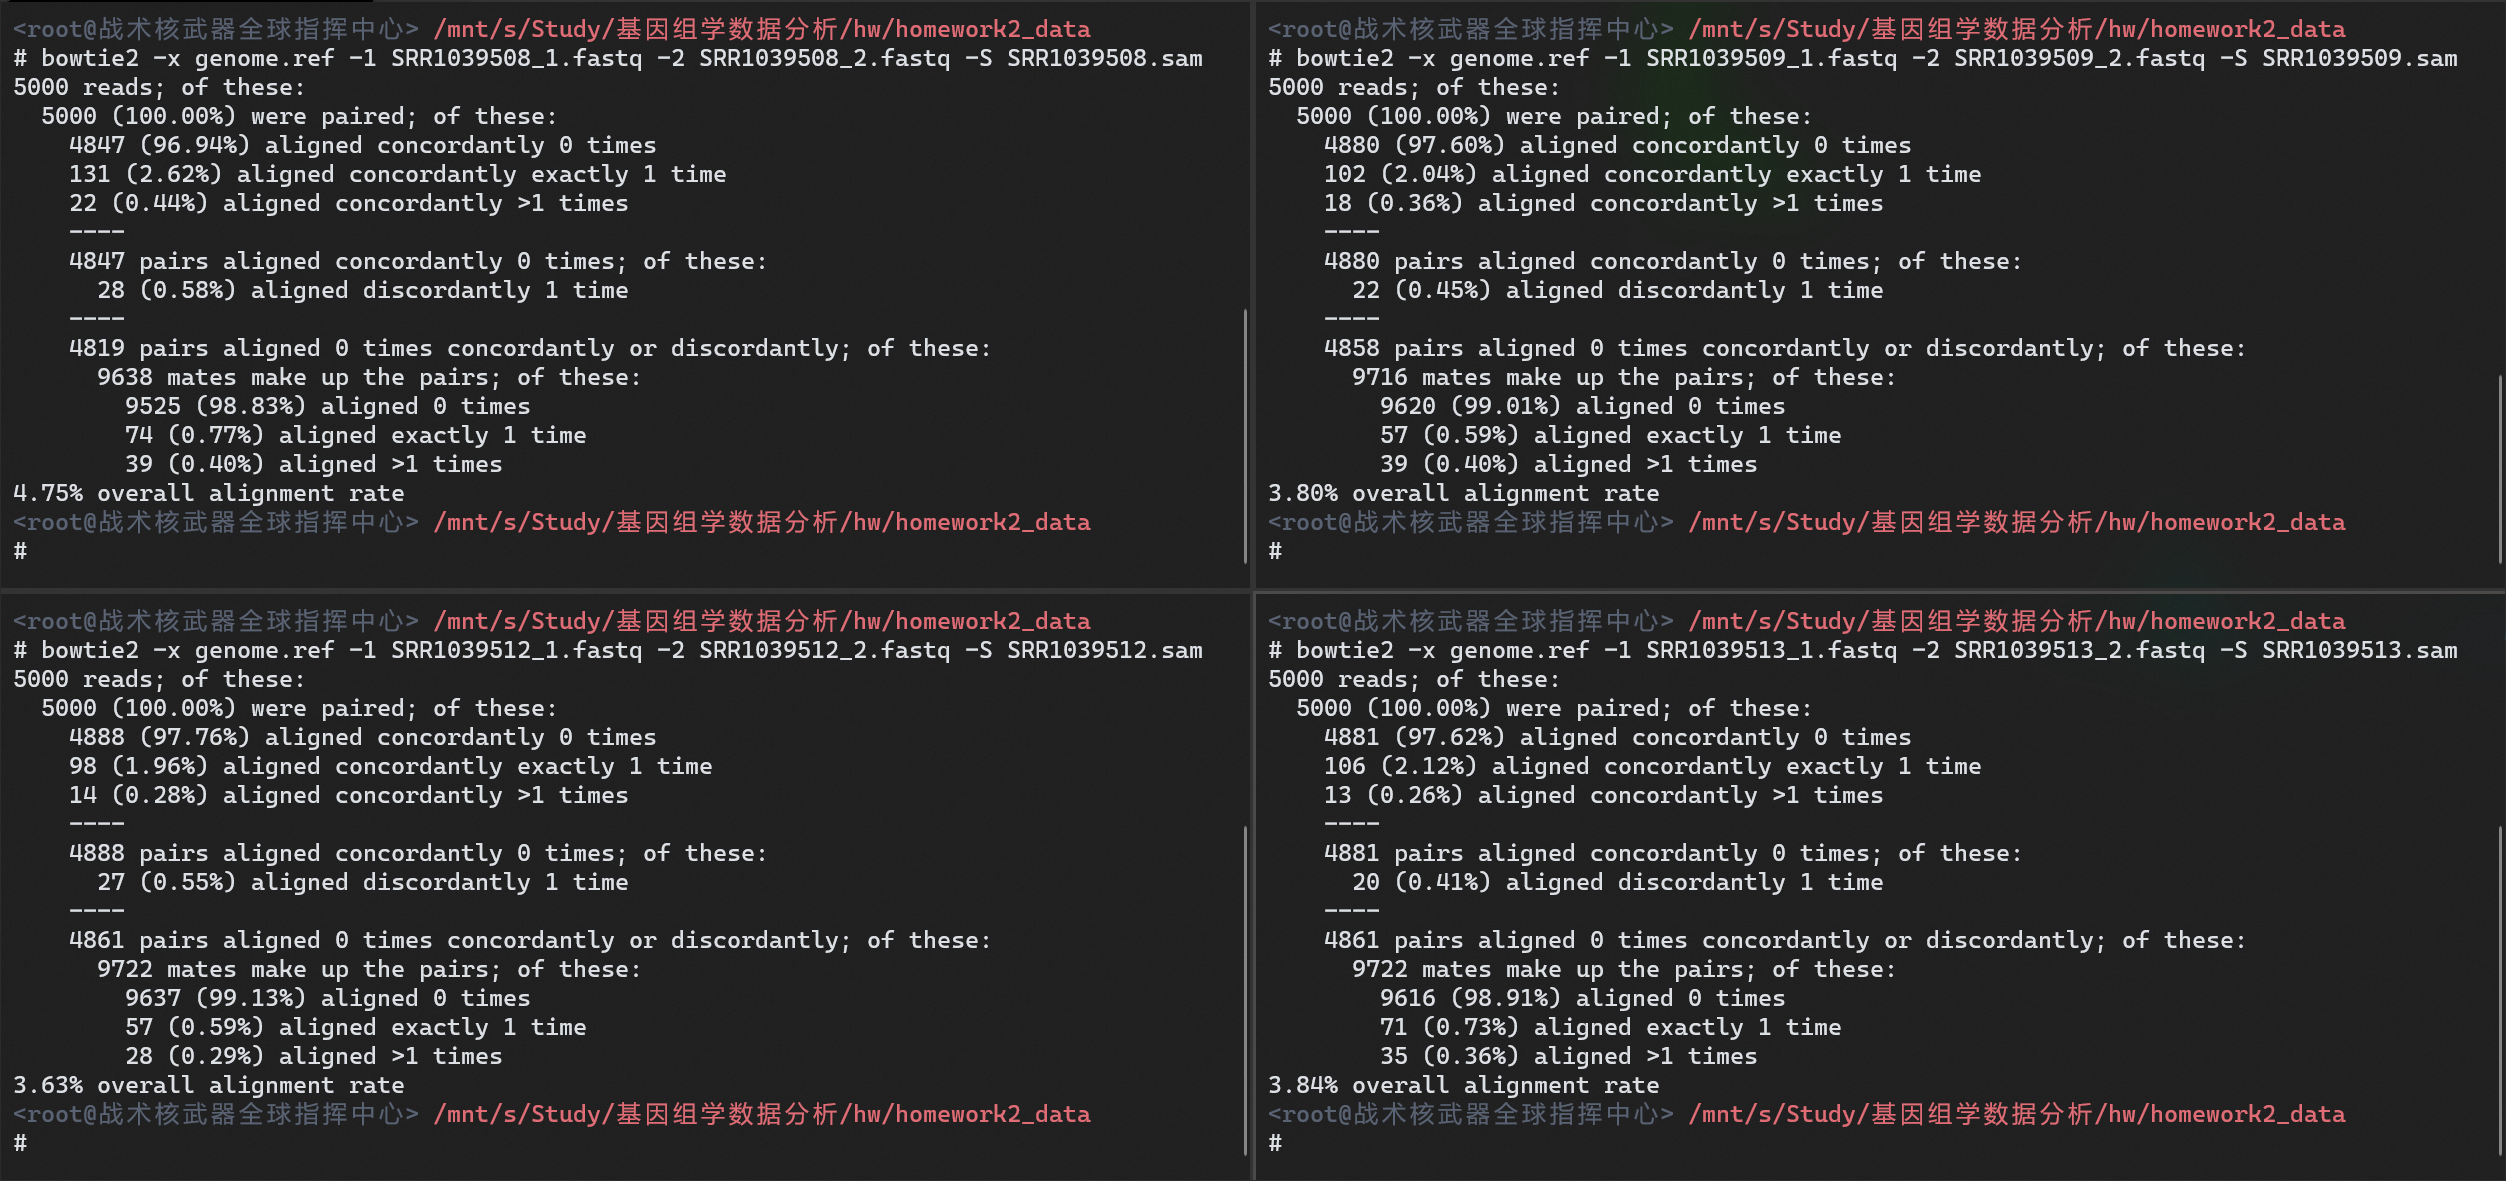 <root@战术核武器全球指挥中心> /mnt/s/Study/基因组学数据分析/hw/homework2_data
# bowtie2 -x genome.ref -1 SRR1039508_1.fastq -2 SRR1039508_2.fastq -S SRR1039508.sam
5000 reads; of these:
  5000 (100.00%) were paired; of these:
    4847 (96.94%) aligned concordantly 0 times
    131 (2.62%) aligned concordantly exactly 1 time
    22 (0.44%) aligned concordantly >1 times
    ----
    4847 pairs aligned concordantly 0 times; of these:
      28 (0.58%) aligned discordantly 1 time
    ----
    4819 pairs aligned 0 times concordantly or discordantly; of these:
      9638 mates make up the pairs; of these:
        9525 (98.83%) aligned 0 times
        74 (0.77%) aligned exactly 1 time
        39 (0.40%) aligned >1 times
4.75% overall alignment rate
<root@战术核武器全球指挥中心> /mnt/s/Study/基因组学数据分析/hw/homework2_data
#
<root@战术核武器全球指挥中心> /mnt/s/Study/基因组学数据分析/hw/homework2_data
# bowtie2 -x genome.ref -1 SRR1039509_1.fastq -2 SRR1039509_2.fastq -S SRR1039509.sam
5000 reads; of these:
  5000 (100.00%) were paired; of these:
    4880 (97.60%) aligned concordantly 0 times
    102 (2.04%) aligned concordantly exactly 1 time
    18 (0.36%) aligned concordantly >1 times
    ----
    4880 pairs aligned concordantly 0 times; of these:
      22 (0.45%) aligned discordantly 1 time
    ----
    4858 pairs aligned 0 times concordantly or discordantly; of these:
      9716 mates make up the pairs; of these:
        9620 (99.01%) aligned 0 times
        57 (0.59%) aligned exactly 1 time
        39 (0.40%) aligned >1 times
3.80% overall alignment rate
<root@战术核武器全球指挥中心> /mnt/s/Study/基因组学数据分析/hw/homework2_data
#
<root@战术核武器全球指挥中心> /mnt/s/Study/基因组学数据分析/hw/homework2_data
# bowtie2 -x genome.ref -1 SRR1039512_1.fastq -2 SRR1039512_2.fastq -S SRR1039512.sam
5000 reads; of these:
  5000 (100.00%) were paired; of these:
    4888 (97.76%) aligned concordantly 0 times
    98 (1.96%) aligned concordantly exactly 1 time
    14 (0.28%) aligned concordantly >1 times
    ----
    4888 pairs aligned concordantly 0 times; of these:
      27 (0.55%) aligned discordantly 1 time
    ----
    4861 pairs aligned 0 times concordantly or discordantly; of these:
      9722 mates make up the pairs; of these:
        9637 (99.13%) aligned 0 times
        57 (0.59%) aligned exactly 1 time
        28 (0.29%) aligned >1 times
3.63% overall alignment rate
<root@战术核武器全球指挥中心> /mnt/s/Study/基因组学数据分析/hw/homework2_data
#
<root@战术核武器全球指挥中心> /mnt/s/Study/基因组学数据分析/hw/homework2_data
# bowtie2 -x genome.ref -1 SRR1039513_1.fastq -2 SRR1039513_2.fastq -S SRR1039513.sam
5000 reads; of these:
  5000 (100.00%) were paired; of these:
    4881 (97.62%) aligned concordantly 0 times
    106 (2.12%) aligned concordantly exactly 1 time
    13 (0.26%) aligned concordantly >1 times
    ----
    4881 pairs aligned concordantly 0 times; of these:
      20 (0.41%) aligned discordantly 1 time
    ----
    4861 pairs aligned 0 times concordantly or discordantly; of these:
      9722 mates make up the pairs; of these:
        9616 (98.91%) aligned 0 times
        71 (0.73%) aligned exactly 1 time
        35 (0.36%) aligned >1 times
3.84% overall alignment rate
<root@战术核武器全球指挥中心> /mnt/s/Study/基因组学数据分析/hw/homework2_data
#